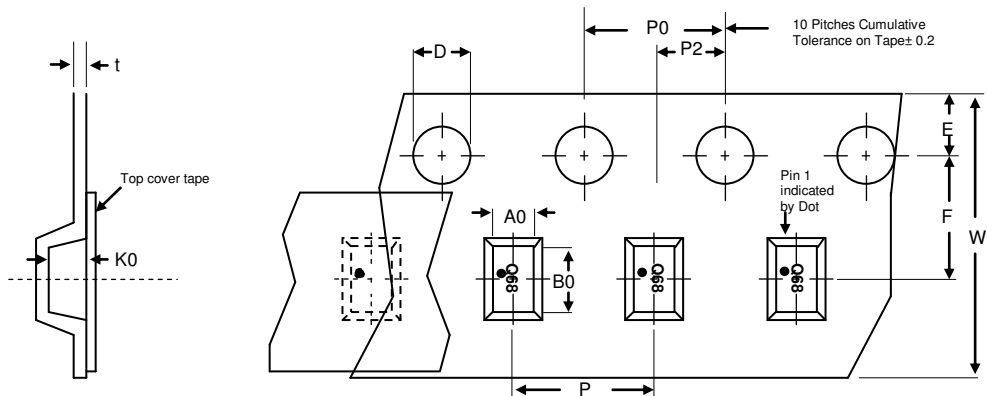 P0
10 Pitches Cumulative
Tolerance on Tape± 0.2
D
P2
t
E
Top cover tape
Pin 1
indicated
by Dot
A0
F
W
K0
B0
Q68
Q68
Q68
P